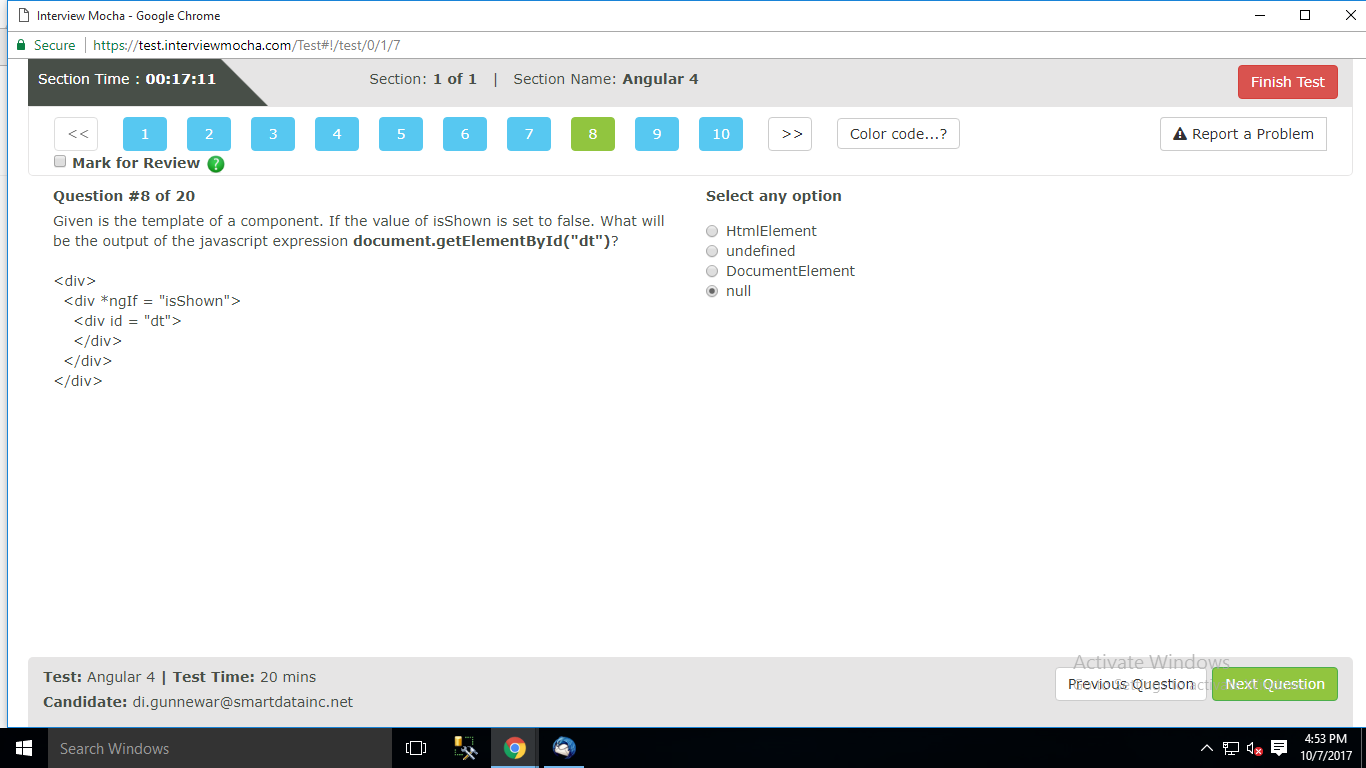 Interview Mocha - Google Chrome
Secure | https://test.interviewmocha.com/Test#!/test/0/1/7
Section Time : 00:17:11
Section: 1 of 1 | Section Name: Angular 4
Finish Test
<< 1 2 3 4 5 6 7 8 9 10 >> Color code...? Report a Problem
Mark for Review ?
Question #8 of 20
Given is the template of a component. If the value of isShown is set to false. What will
be the output of the javascript expression document.getElementById("dt")?
<div>
<div *ngIf = "isShown">
<div id = "dt">
</div>
</div>
</div>
Select any option
HtmlElement
undefined
DocumentElement
null
Test: Angular 4 | Test Time: 20 mins
Candidate: di.gunnewar@smartdatainc.net
Activate Windows
Previous Question
Next Question
Search Windows
4:53 PM
10/7/2017